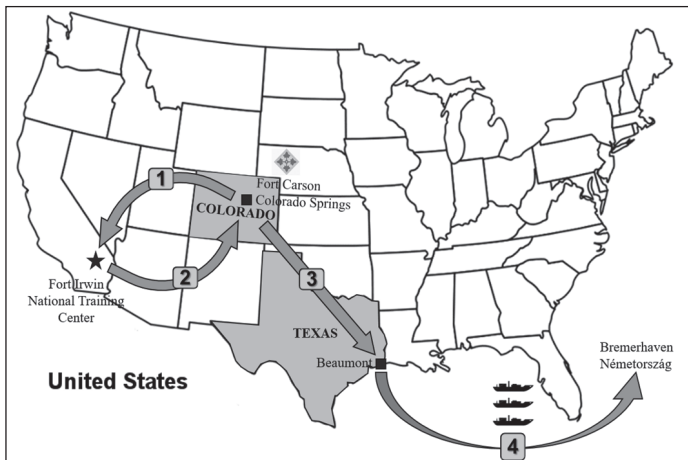 1
Fort Carson
Colorado Springs
COLORADO
Fort Irwin
National Training
Center
2
3
TEXAS
Beaumont
Bremerhaven
Németország
United States
4